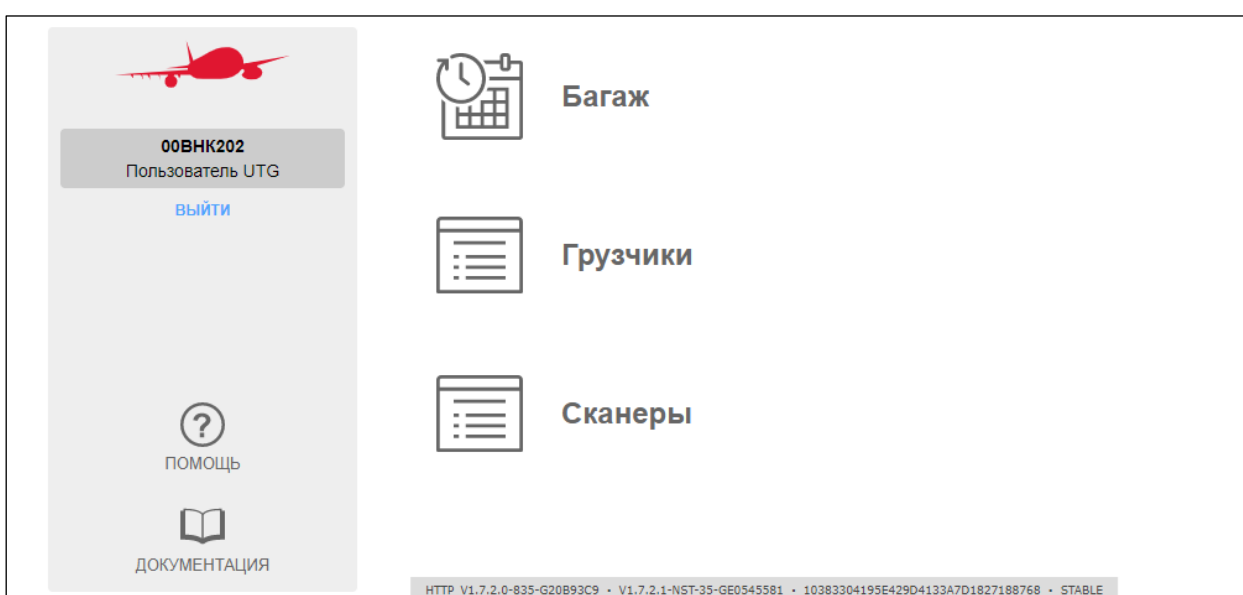 00ВНК202
Пользователь UTG
выйти
ПОМОЩЬ
ДОКУМЕНТАЦИЯ
Багаж
Грузчики
Сканеры
HTTP V1.7.2.0-835-G20B93C9 • V1.7.2.1-NST-35-GE0545581 • 10383304195E429D4133A7D1827188768 • STABLE